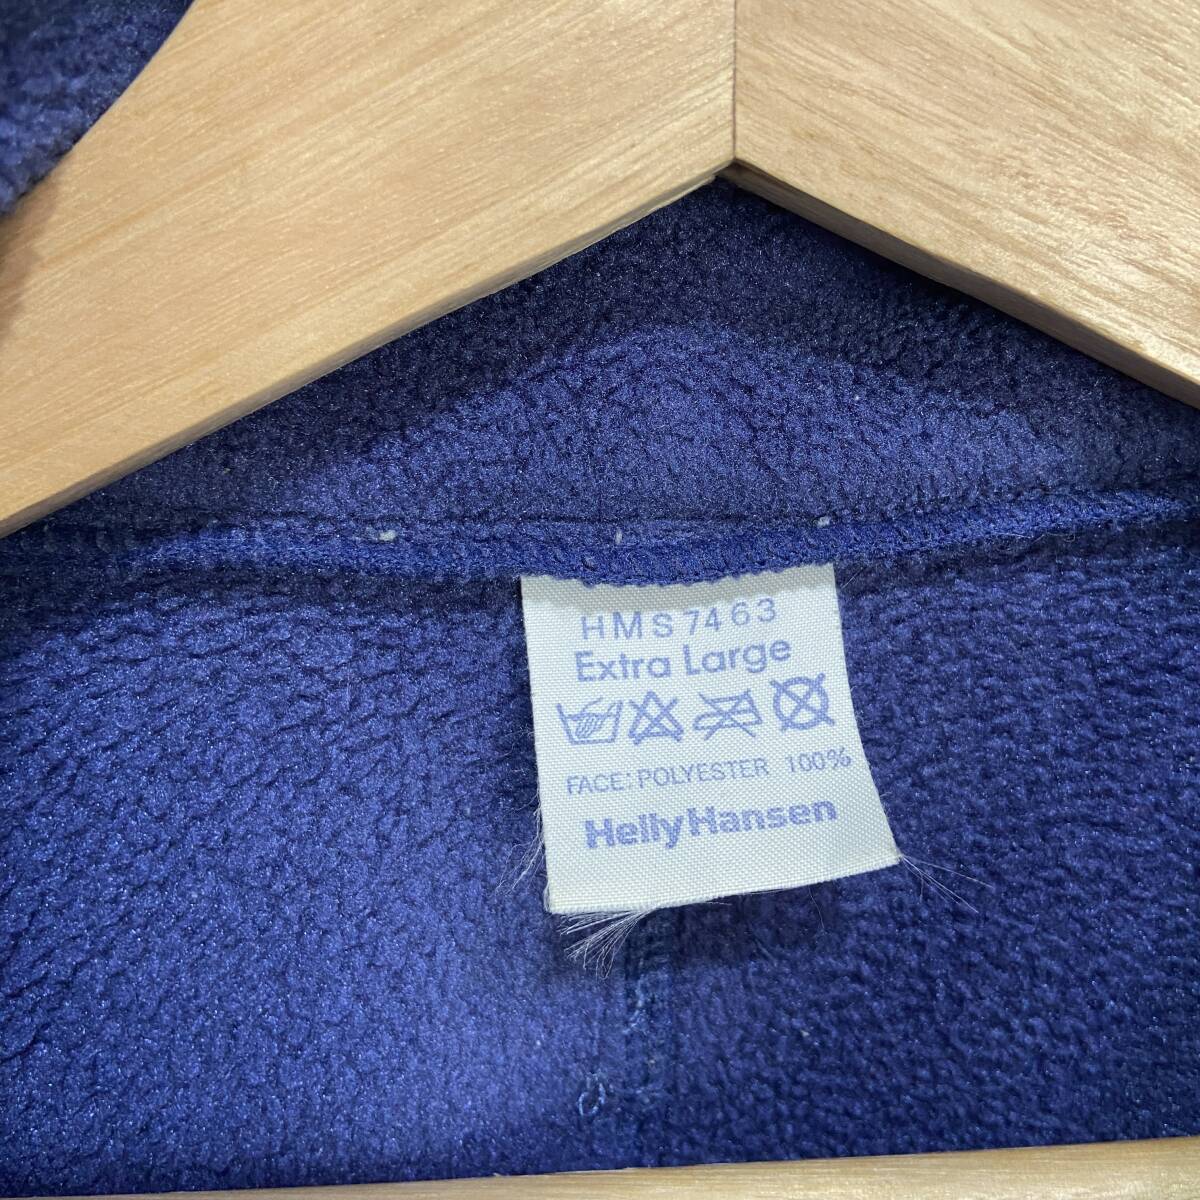 HMS7463
Extra Large
FACE: POLYESTER 100%
HellyHansen